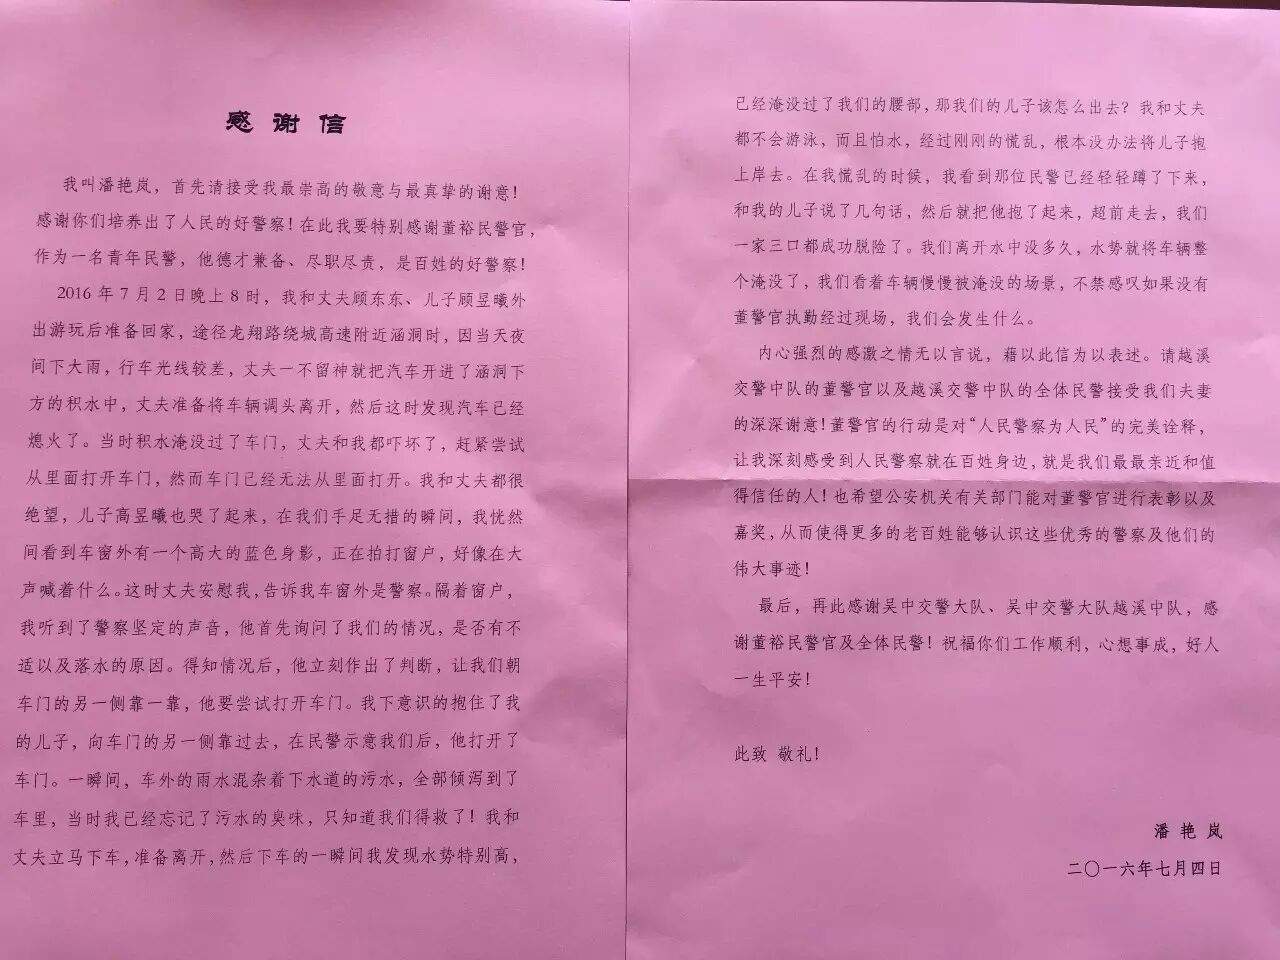 感谢信
我叫潘艳岚，首先请接受我最崇高的敬意与最真挚的谢意！
感谢你们培养出了人民的好警察！在此我要特别感谢董裕民警官，
作为一名青年民警，他德才兼备、尽职尽责，是百姓的好警察！
2016年7月2日晚上8时，我和丈夫顾东东、儿子顾昱曦外
出游玩后准备回家，途径龙翔路绕城高速附近涵洞时，因当天夜
间下大雨，行车光线较差，丈夫一不留神就把汽车开进了涵洞下
方的积水中，丈夫准备将车辆调头离开，然后这时发现汽车已经
熄火了。当时积水淹没过了车门，丈夫和我都吓坏了，赶紧尝试
从里面打开车门，然而车门已经无法从里面打开。我和丈夫都很
绝望，儿子高昱曦也哭了起来，在我们手足无措的瞬间，我恍然
间看到车窗外有一个高大的蓝色身影，正在拍打窗户，好像在大
声喊着什么。这时丈夫安慰我，告诉我车窗外是警察。隔着窗户，
我听到了警察坚定的声音，他首先询问了我们的情况，是否有不
适以及落水的原因。得知情况后，他立刻作出了判断，让我们朝
车门的另一侧靠一靠，他要尝试打开车门。我下意识的抱住了我
的儿子，向车门的另一侧靠过去，在民警示意我们后，他打开了
车门。一瞬间，车外的雨水混杂着下水道的污水，全部倾泻到了
车里，当时我已经忘记了污水的臭味，只知道我们得救了！我和
丈夫立马下车，准备离开，然后下车的一瞬间我发现水势特别高，
已经淹没过了我们的腰部，那我们的儿子该怎么出去？我和丈夫
都不会游泳，而且怕水，经过刚刚的慌乱，根本没办法将儿子抱
上岸去。在我慌乱的时候，我看到那位民警已经轻轻蹲了下来，
和我的儿子说了几句话，然后就把他抱了起来，超前走去，我们
一家三口都成功脱险了。我们离开水中没多久，水势就将车辆整
个淹没了，我们看着车辆慢慢被淹没的场景，不禁感叹如果没有
董警官执勤经过现场，我们会发生什么。
内心强烈的感激之情无以言说，藉以此信为以表述。请越溪
交警中队的董警官以及越溪交警中队的全体民警接受我们夫妻
的深深谢意！董警官的行动是对“人民警察为人民”的完美诠释，
让我深刻感受到人民警察就在百姓身边，就是我们最最亲近和值
得信任的人！也希望公安机关有关部门能对董警官进行表彰以及
嘉奖，从而使得更多的老百姓能够认识这些优秀的警察及他们的
伟大事迹！
最后，再此感谢吴中交警大队、吴中交警大队越溪中队，感
谢董裕民警官及全体民警！祝福你们工作顺利，心想事成，好人
一生平安！
此致 敬礼！
潘艳岚
二〇一六年七月四日